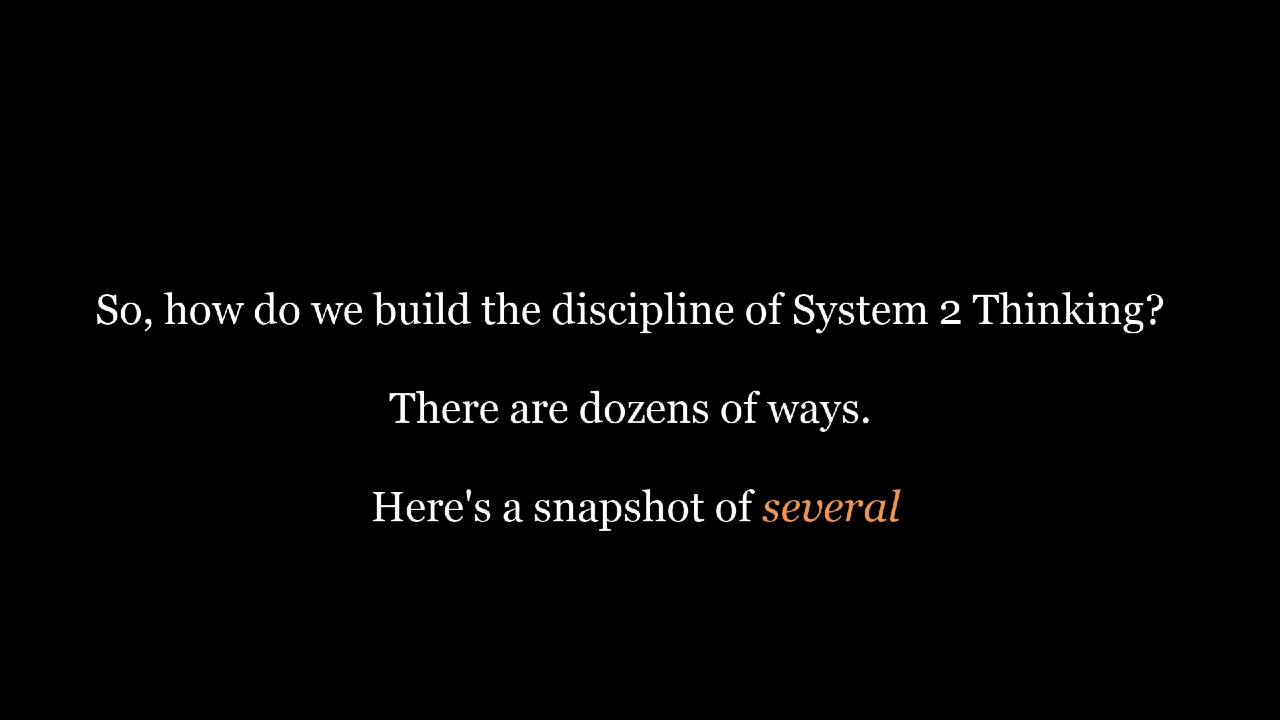 So, how do we build the discipline of System 2 Thinking?
There are dozens of ways.
Here's a snapshot of several